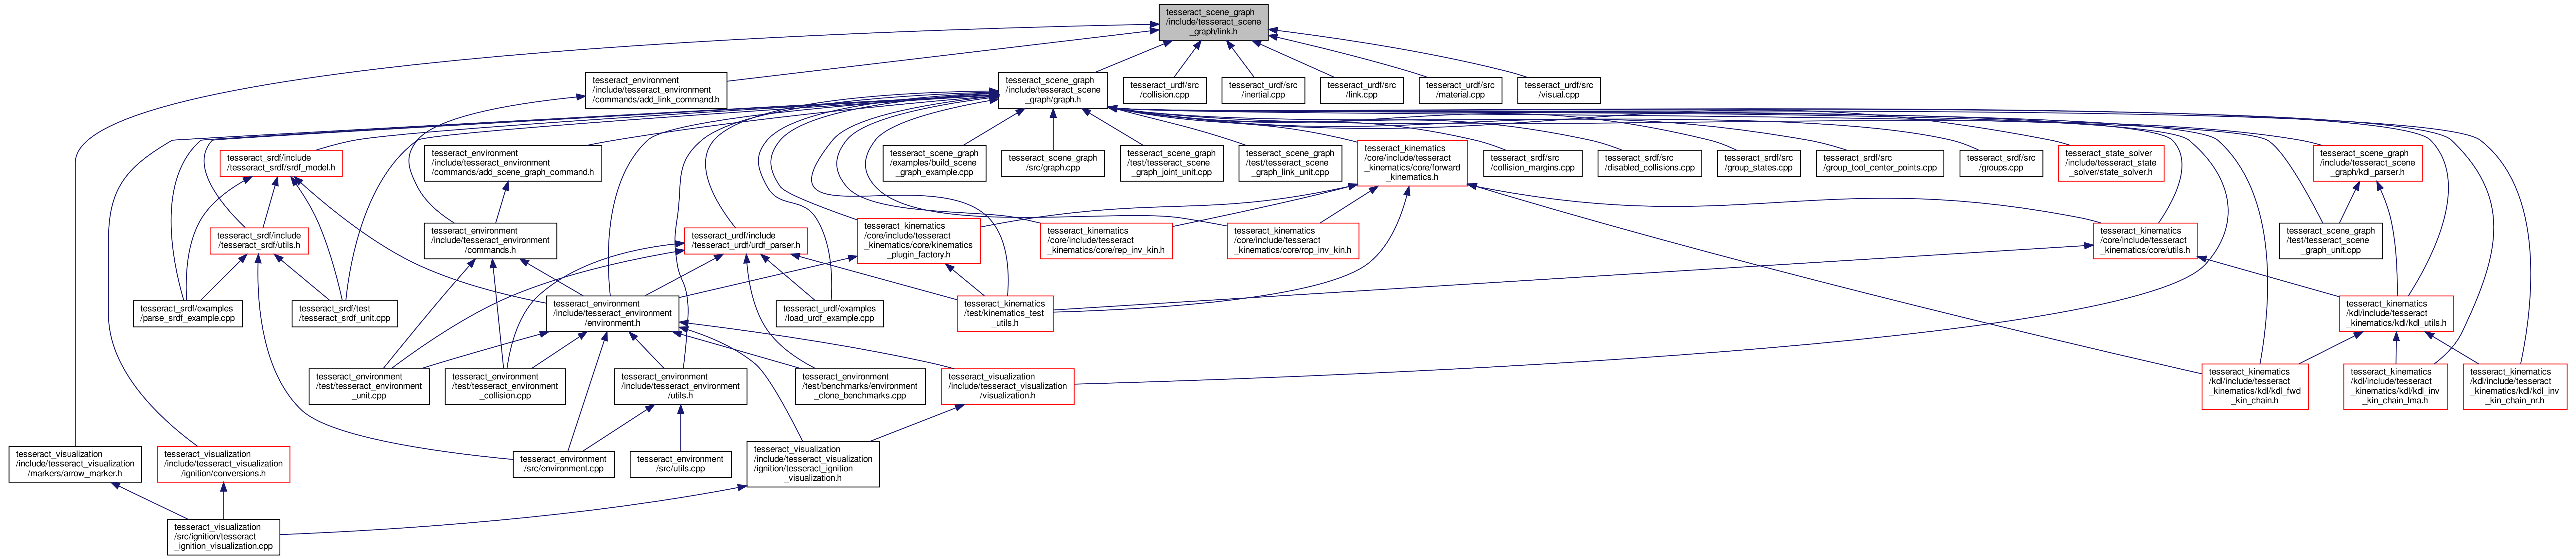 tesseract_scene_graph
/include/tesseract_scene
_graph/link.h
tesseract_environment
/include/tesseract_environment
/commands/add_link_command.h
tesseract_scene_graph
/include/tesseract_scene
_graph/graph.h
tesseract_urdf/src
/collision.cpp
tesseract_urdf/src
/inertial.cpp
tesseract_urdf/src
/link.cpp
tesseract_urdf/src
/material.cpp
tesseract_urdf/src
/visual.cpp
tesseract_srdf/include
/tesseract_srdf/srdf_model.h
tesseract_environment
/include/tesseract_environment
/commands/add_scene_graph_command.h
tesseract_scene_graph
/examples/build_scene
_graph_example.cpp
tesseract_scene_graph
/src/graph.cpp
tesseract_scene_graph
/test/tesseract_scene
_graph_joint_unit.cpp
tesseract_scene_graph
/test/tesseract_scene
_graph_link_unit.cpp
tesseract_kinematics
/core/include/tesseract
_kinematics/core/forward
_kinematics.h
tesseract_srdf/src
/collision_margins.cpp
tesseract_srdf/src
/disabled_collisions.cpp
tesseract_srdf/src
/group_states.cpp
tesseract_srdf/src
/group_tool_center_points.cpp
tesseract_srdf/src
/groups.cpp
tesseract_state_solver
/include/tesseract_state
_solver/state_solver.h
tesseract_scene_graph
/include/tesseract_scene
_graph/kdl_parser.h
tesseract_srdf/include
/tesseract_srdf/utils.h
tesseract_environment
/include/tesseract_environment
/commands.h
tesseract_urdf/include
/tesseract_urdf/urdf_parser.h
tesseract_kinematics
/core/include/tesseract
_kinematics/core/kinematics
_plugin_factory.h
tesseract_kinematics
/core/include/tesseract
_kinematics/core/rep_inv_kin.h
tesseract_kinematics
/core/include/tesseract
_kinematics/core/rop_inv_kin.h
tesseract_kinematics
/core/include/tesseract
_kinematics/core/utils.h
tesseract_scene_graph
/test/tesseract_scene
_graph_unit.cpp
tesseract_srdf/examples
/parse_srdf_example.cpp
tesseract_srdf/test
/tesseract_srdf_unit.cpp
tesseract_environment
/include/tesseract_environment
/environment.h
tesseract_urdf/examples
/load_urdf_example.cpp
tesseract_kinematics
/test/kinematics_test
_utils.h
tesseract_kinematics
/kdl/include/tesseract
_kinematics/kdl/kdl_utils.h
tesseract_environment
/test/tesseract_environment
_unit.cpp
tesseract_environment
/test/tesseract_environment
_collision.cpp
tesseract_environment
/include/tesseract_environment
/utils.h
tesseract_environment
/test/benchmarks/environment
_clone_benchmarks.cpp
tesseract_visualization
/include/tesseract_visualization
/visualization.h
tesseract_kinematics
/kdl/include/tesseract
_kinematics/kdl/kdl_fwd
_kin_chain.h
tesseract_kinematics
/kdl/include/tesseract
_kinematics/kdl/kdl_inv
_kin_chain_lma.h
tesseract_kinematics
/kdl/include/tesseract
_kinematics/kdl/kdl_inv
_kin_chain_nr.h
tesseract_visualization
/include/tesseract_visualization
/markers/arrow_marker.h
tesseract_visualization
/include/tesseract_visualization
/ignition/conversions.h
tesseract_environment
/src/environment.cpp
tesseract_environment
/src/utils.cpp
tesseract_visualization
/include/tesseract_visualization
/ignition/tesseract_ignition
_visualization.h
tesseract_visualization
/src/ignition/tesseract
_ignition_visualization.cpp